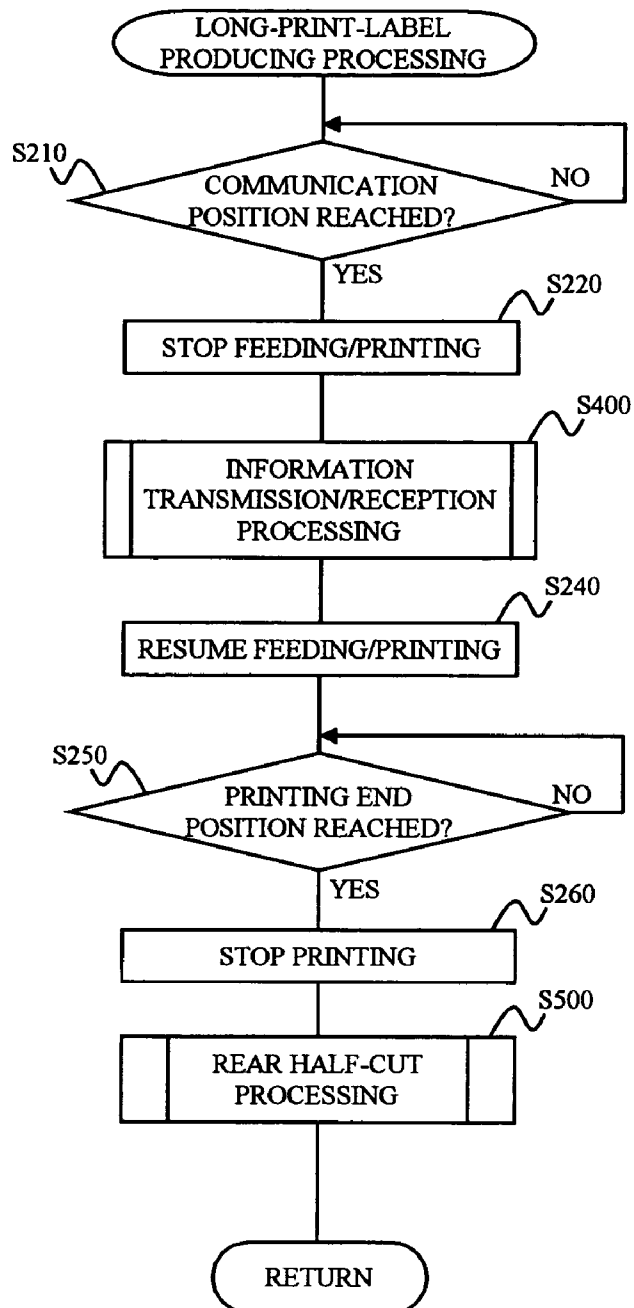 LONG-PRINT-LABEL
PRODUCING PROCESSING
S210
COMMUNICATION
POSITION REACHED?
NO
YES
S220
STOP FEEDING/PRINTING
S400
INFORMATION
TRANSMISSION/RECEPTION
PROCESSING
S240
RESUME FEEDING/PRINTING
S250
PRINTING END
POSITION REACHED?
NO
YES
S260
STOP PRINTING
S500
REAR HALF-CUT
PROCESSING
RETURN